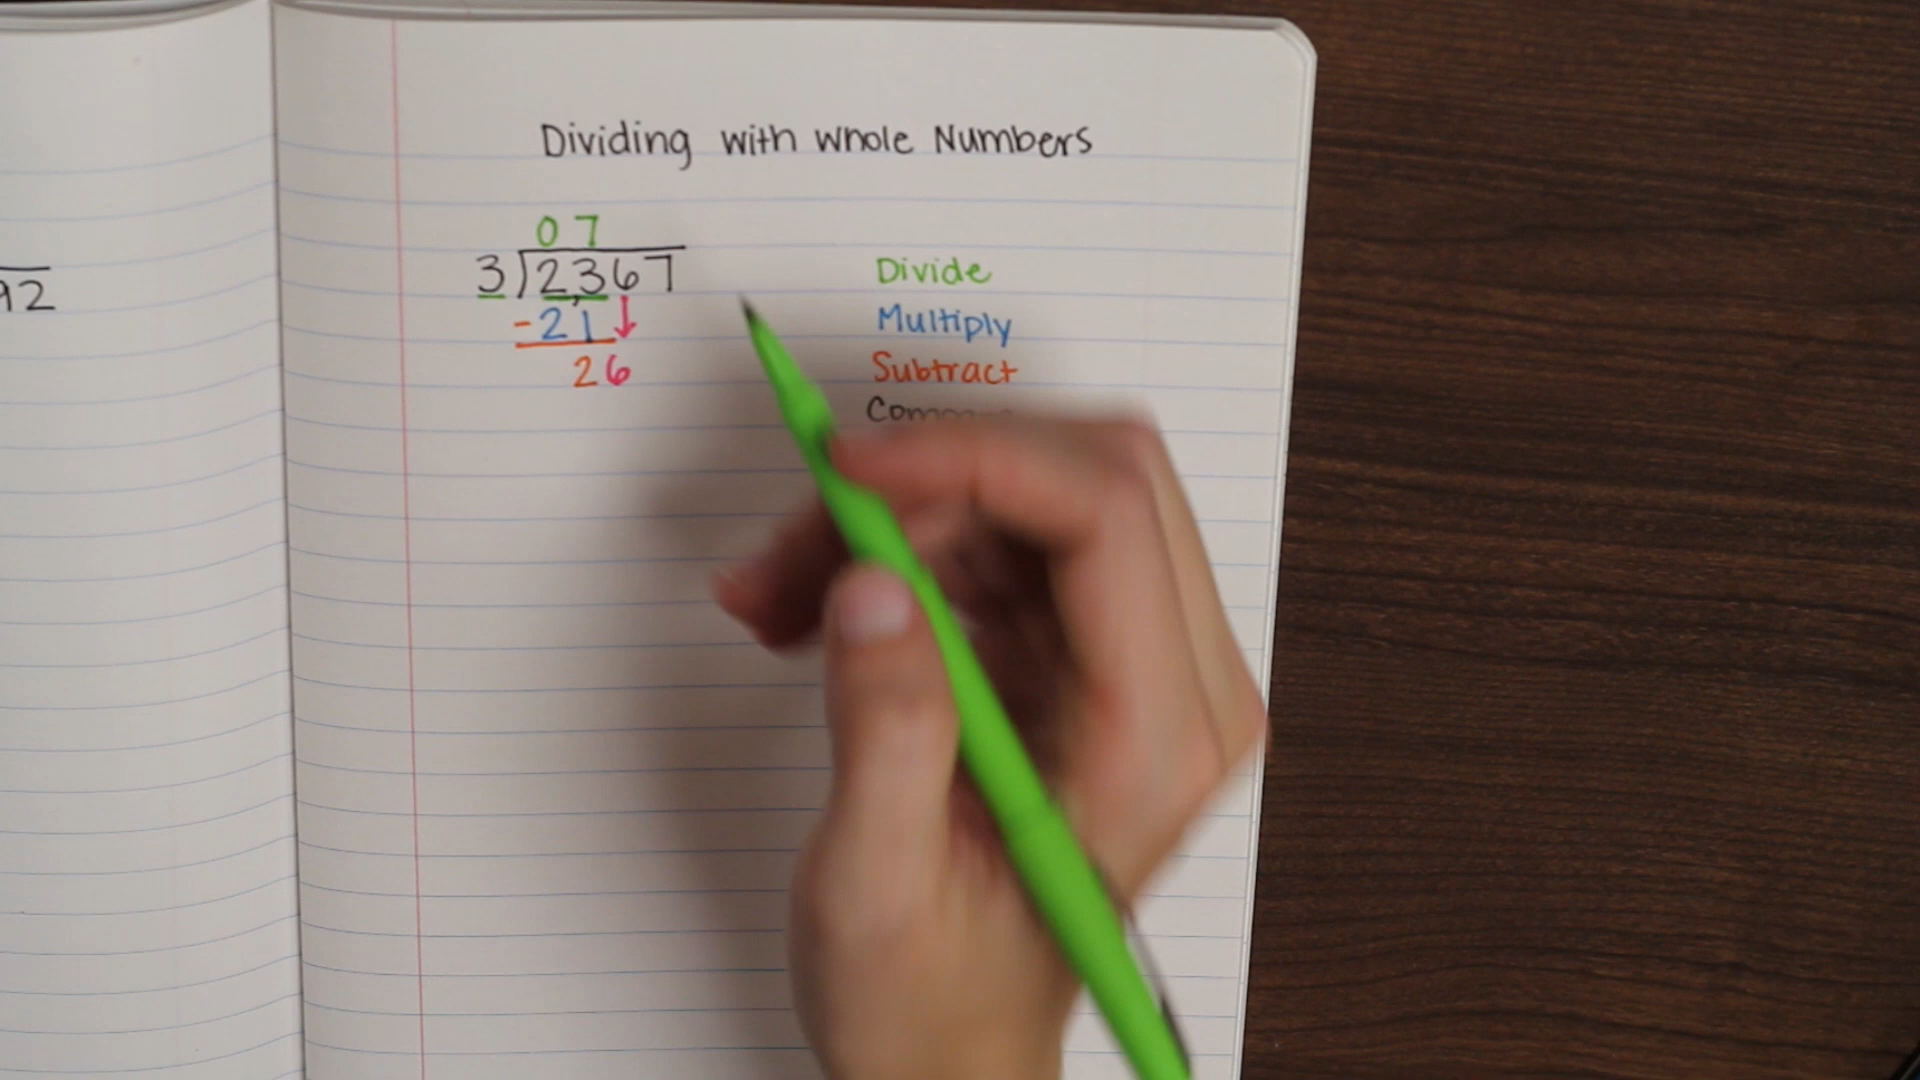 92
Dividing with whole Numbers
07
3)2,367
-21↓
26
Divide
Multiply
Subtract